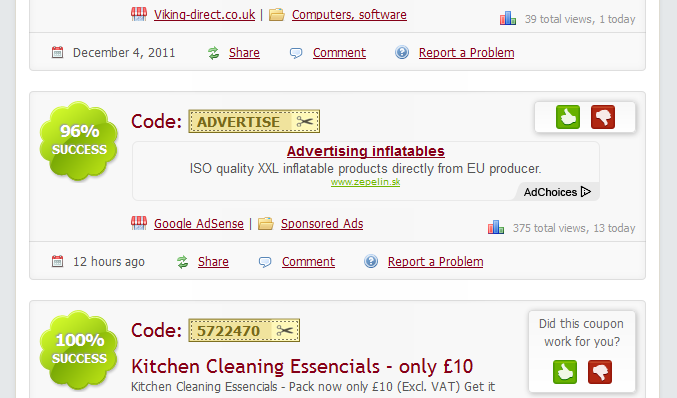 Viking-direct.co.uk | Computers, software
39 total views, 1 today
December 4, 2011 Share Comment Report a Problem
96%
SUCCESS
Code: ADVERTISE
Advertising inflatables
ISO quality XXL inflatable products directly from EU producer.
www.zepelin.sk
AdChoices
Google AdSense | Sponsored Ads
375 total views, 13 today
12 hours ago Share Comment Report a Problem
100%
SUCCESS
Code: 5722470
Did this coupon
work for you?
Kitchen Cleaning Essencials - only £10
Kitchen Cleaning Essencials - Pack now only £10 (Excl. VAT) Get it